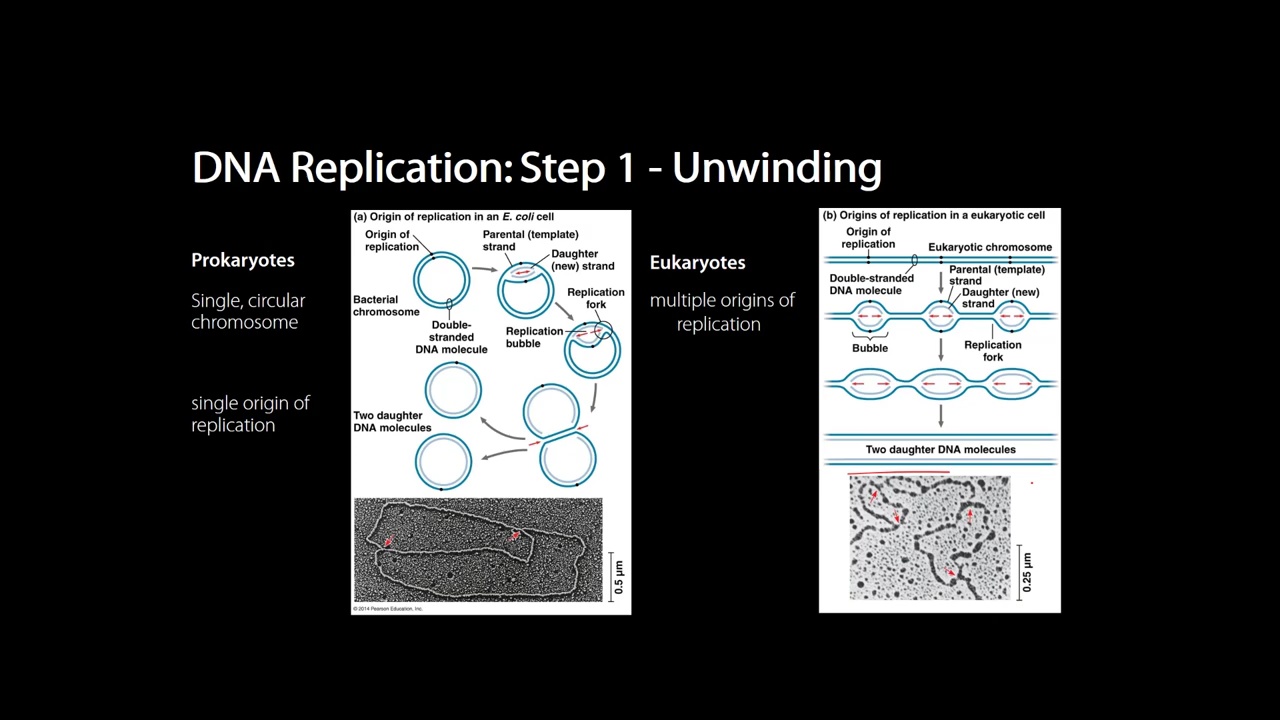 DNA Replication: Step 1 - Unwinding
Prokaryotes
Single, circular
chromosome
single origin of
replication
(a) Origin of replication in an E. coli cell
Origin of
replication
Parental (template)
strand
Daughter
(new) strand
Replication
fork
Bacterial
chromosome
Double-
stranded
DNA molecule
Replication
bubble
Two daughter
DNA molecules
0.5 µm
© 2014 Pearson Education, Inc.
Eukaryotes
multiple origins of
replication
(b) Origins of replication in a eukaryotic cell
Origin of
replication
Eukaryotic chromosome
Double-stranded
DNA molecule
Parental (template)
strand
Daughter (new)
strand
Bubble
Replication
fork
Two daughter DNA molecules
0.25 µm